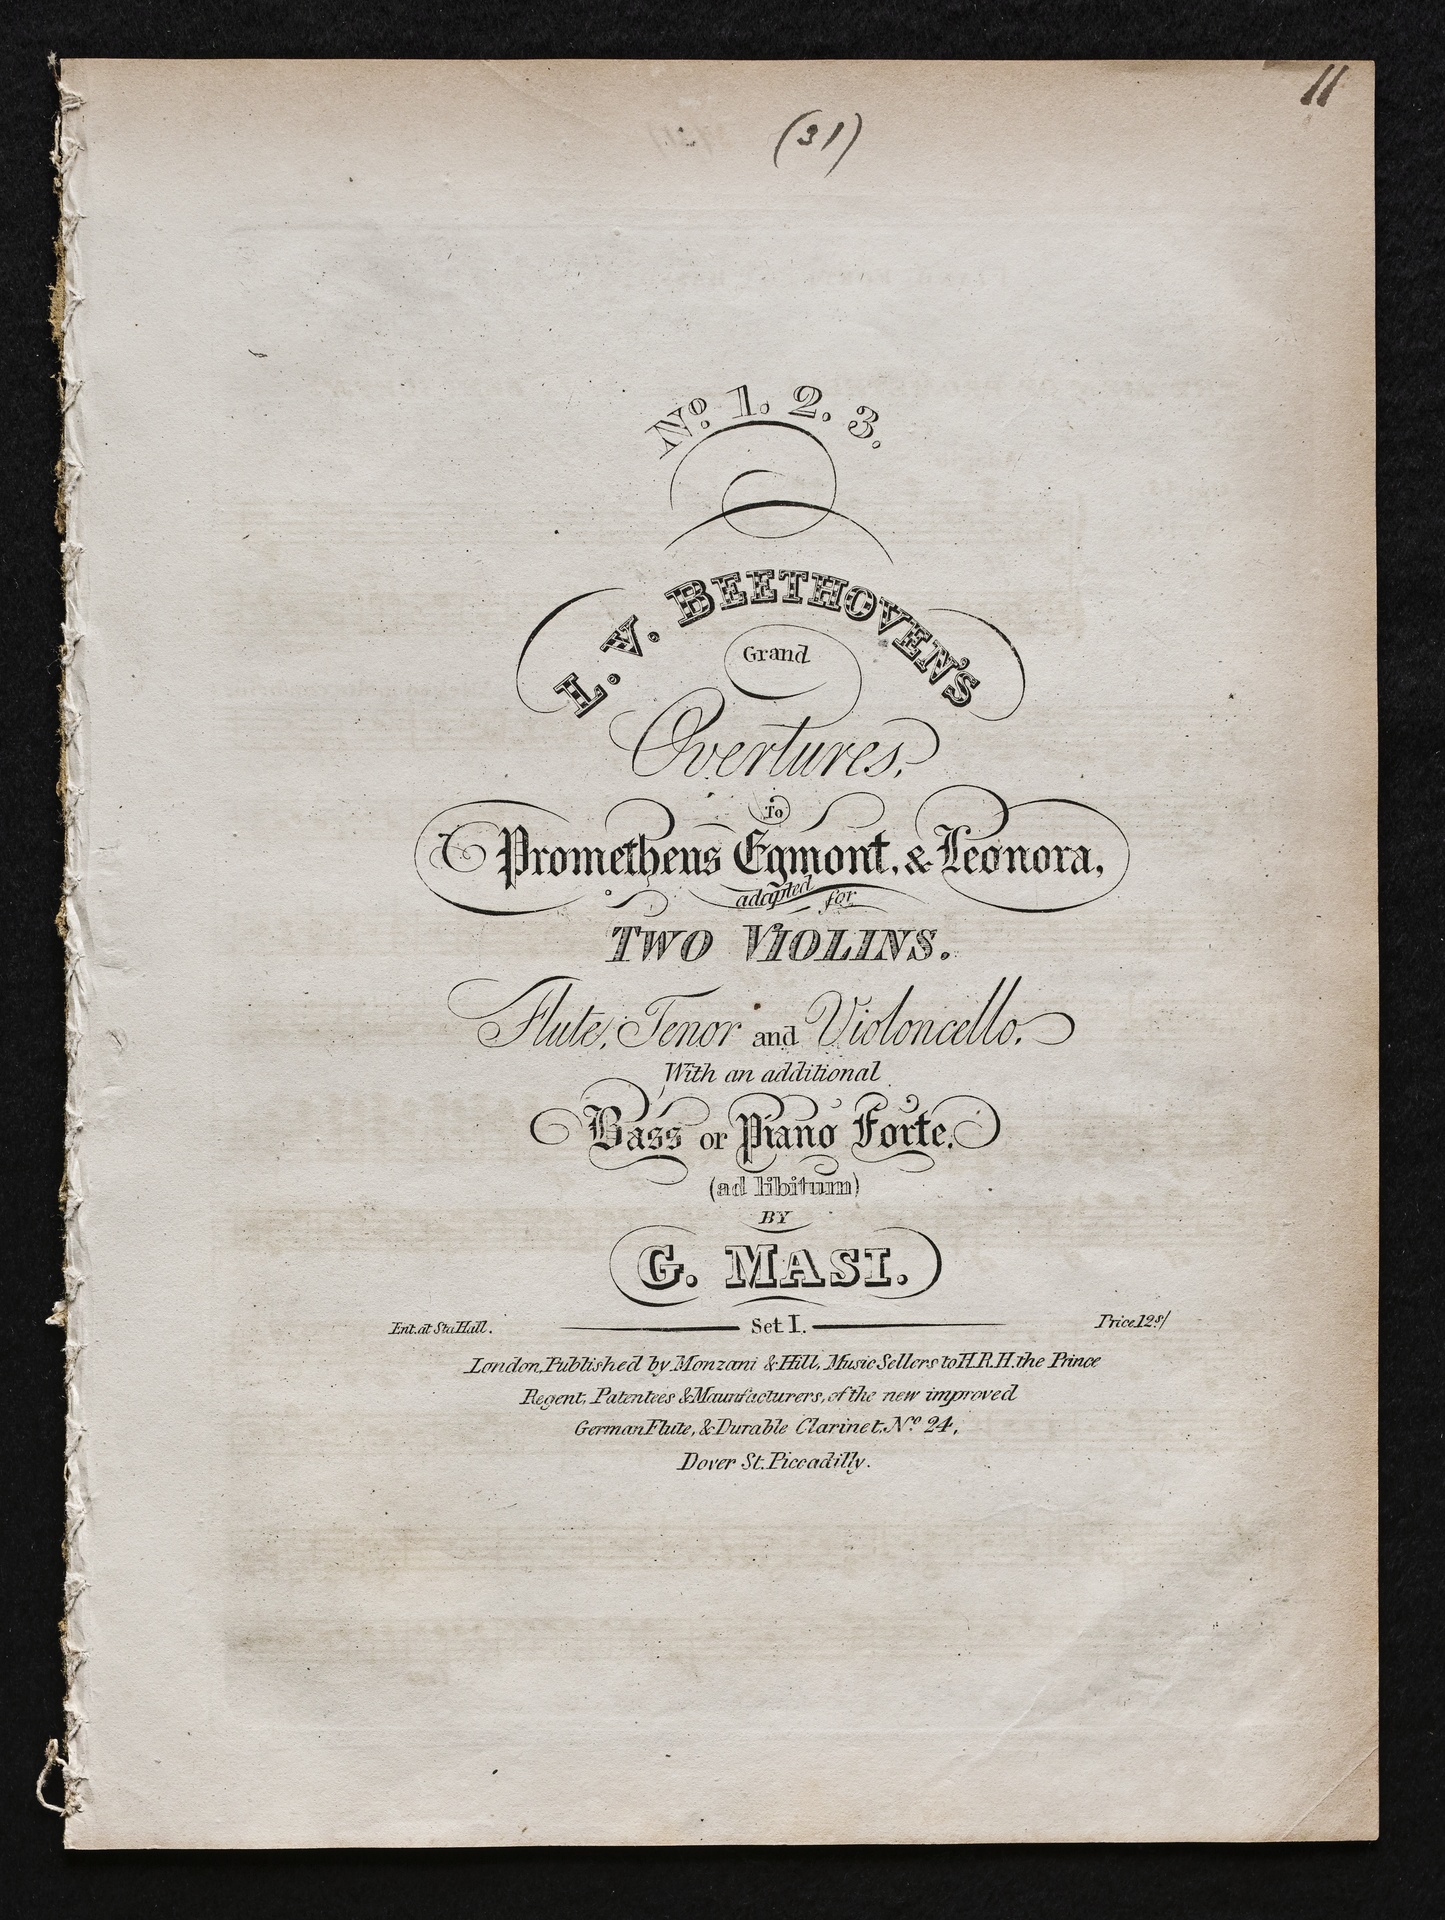 11
(31)
No. 1. 2. 3.
L. V. BEETHOVEN'S
Grand
Overtures,
To
Prometheus Egmont, & Leonora,
adapted for
TWO VIOLINS.
Flute, Tenor and Violoncello.
With an additional
Bass or Piano Forte.
(ad libitum)
BY
G. MASI.
Ent. at Sta. Hall. Set I. Price 12s/
London, Published by Monzani & Hill, Music Sellers to H.R.H. the Prince
Regent, Patentees & Maunfacturers, of the new improved
German Flute, & Durable Clarinet, No. 24,
Dover St. Piccadilly.